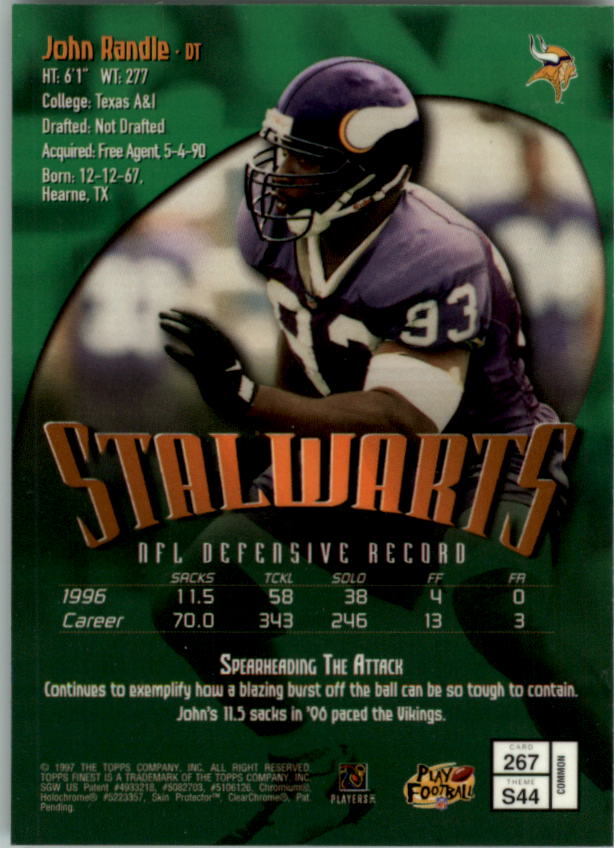 John Randle · DT
HT: 6'1" WT: 277
College: Texas A&I
Drafted: Not Drafted
Acquired: Free Agent, 5-4-90
Born: 12-12-67,
Hearne, TX
93
93
STALWARTS
NFL DEFENSIVE RECORD
SACKS TCKL SOLO FF FR
1996 11.5 58 38 4 0
Career 70.0 343 246 13 3
SPEARHEADING THE ATTACK
Continues to exemplify how a blazing burst off the ball can be so tough to contain.
John's 11.5 sacks in '96 paced the Vikings.
© 1997 THE TOPPS COMPANY, INC. ALL RIGHT RESERVED.
TOPPS FINEST IS A TRADEMARK OF THE TOPPS COMPANY, INC.
SGW US Patent #4933218, #5082703, #5106126, Chromium®,
Holochrome® #5223357, Skin Protector™, ClearChrome®, Pat.
Pending.
PLAYERS INC
PLAY
FOOTBALL
NFL
CARD
267
THEME
S44
COMMON